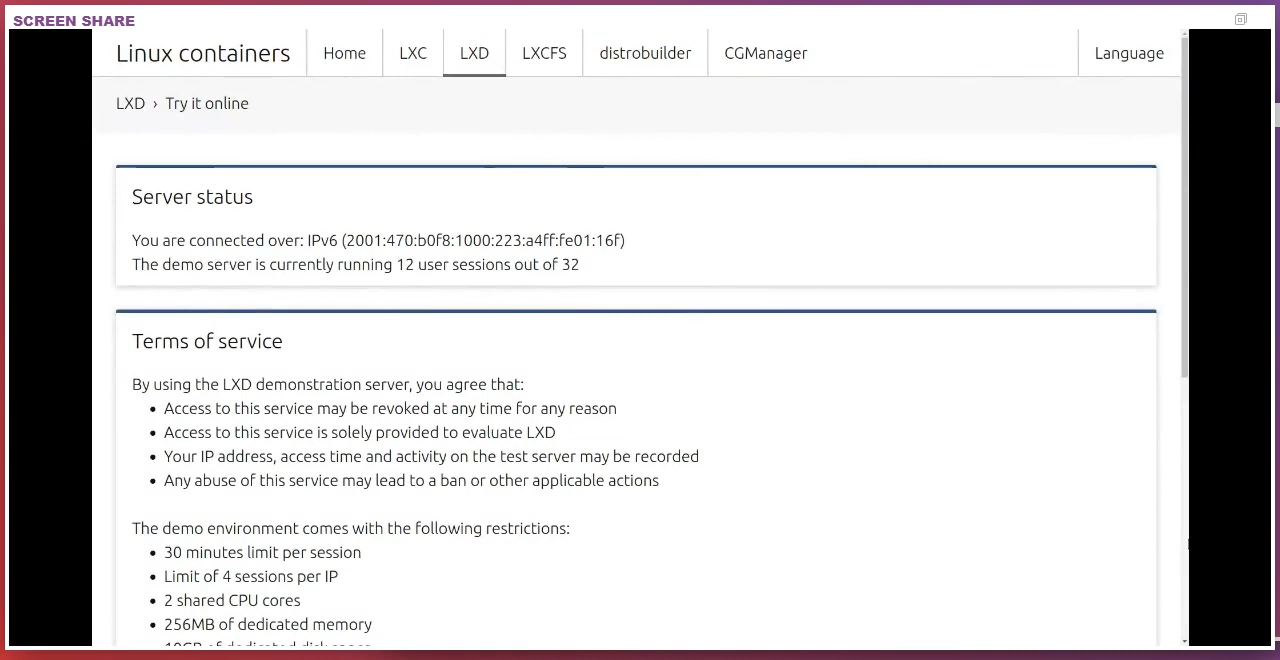 SCREEN SHARE
Linux containers Home LXC LXD LXCFS distrobuilder CGManager Language
LXD › Try it online
Server status
You are connected over: IPv6 (2001:470:b0f8:1000:223:a4ff:fe01:16f)
The demo server is currently running 12 user sessions out of 32
Terms of service
By using the LXD demonstration server, you agree that:
• Access to this service may be revoked at any time for any reason
• Access to this service is solely provided to evaluate LXD
• Your IP address, access time and activity on the test server may be recorded
• Any abuse of this service may lead to a ban or other applicable actions
The demo environment comes with the following restrictions:
• 30 minutes limit per session
• Limit of 4 sessions per IP
• 2 shared CPU cores
• 256MB of dedicated memory